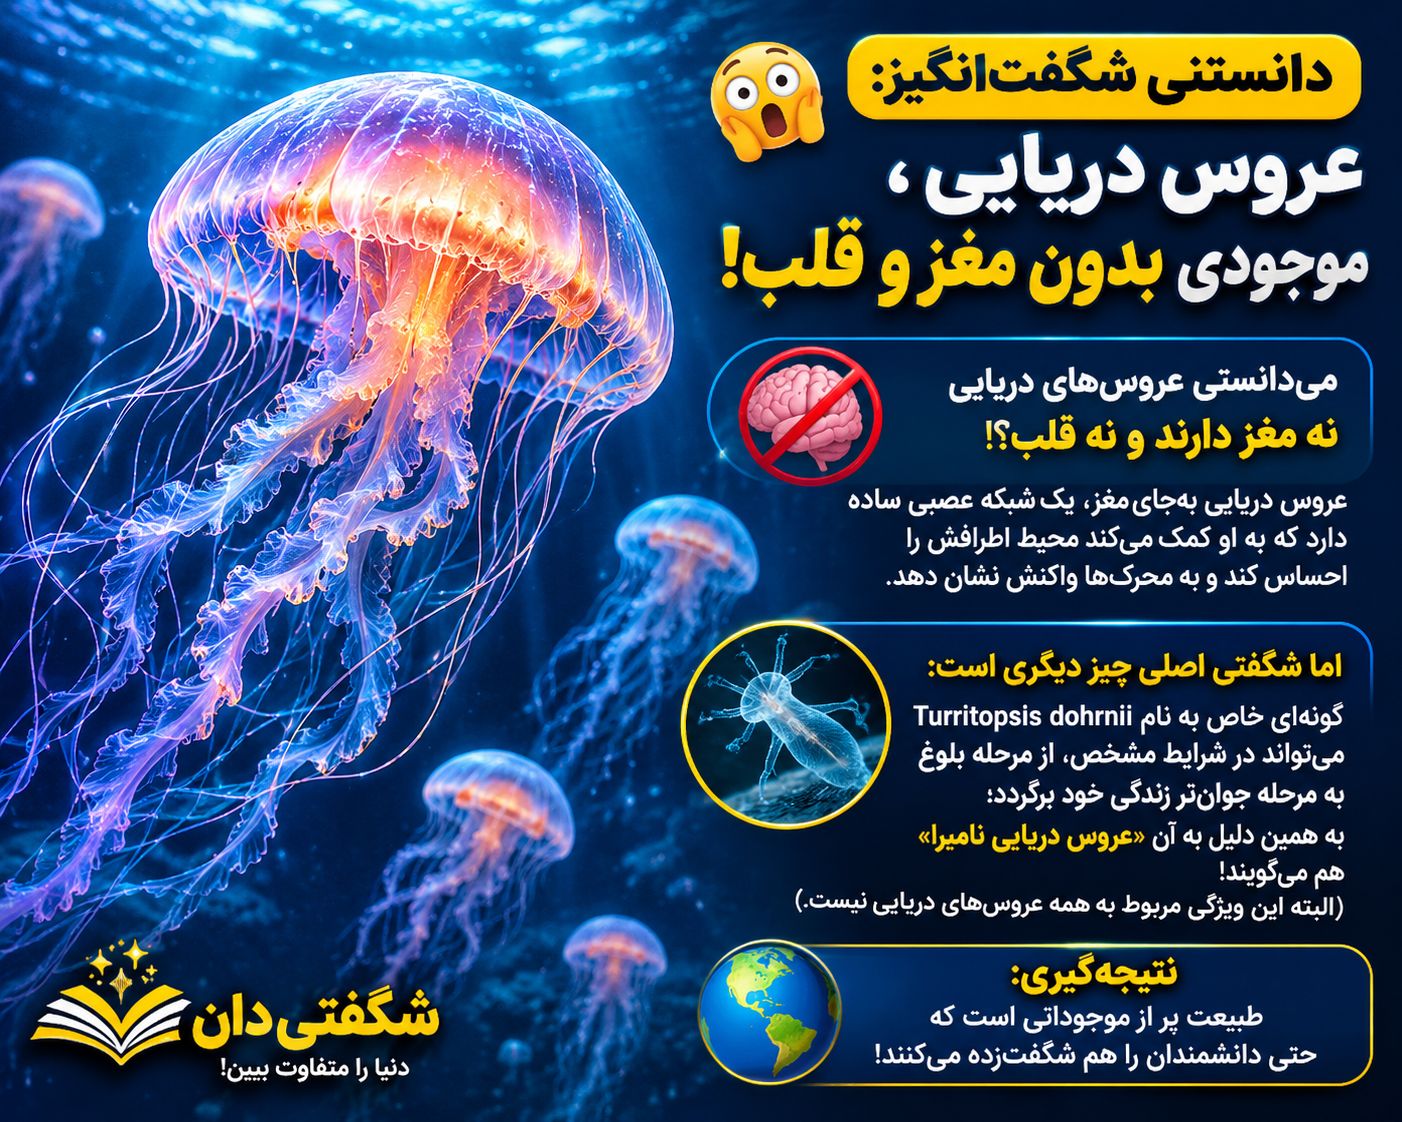 دانستنی شگفت‌انگیز:
عروس دریایی ،
موجودی بدون مغز و قلب!
می‌دانستی عروس‌های دریایی
نه مغز دارند و نه قلب؟!
عروس دریایی به‌جای مغز، یک شبکه عصبی ساده
دارد که به او کمک می‌کند محیط اطرافش را
احساس کند و به محرک‌ها واکنش نشان دهد.
اما شگفتی اصلی چیز دیگری است:
گونه‌ای خاص به نام Turritopsis dohrnii
می‌تواند در شرایط مشخص، از مرحله بلوغ
به مرحله جوان‌تر زندگی خود برگردد؛
به همین دلیل به آن «عروس دریایی نامیرا»
هم می‌گویند!
(البته این ویژگی مربوط به همه عروس‌های دریایی نیست.)
نتیجه‌گیری:
طبیعت پر از موجوداتی است که
حتی دانشمندان را هم شگفت‌زده می‌کنند!
شگفتی‌دان
دنیا را متفاوت ببین!